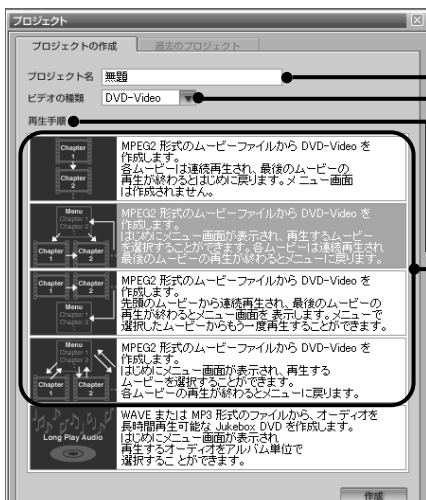 プロジェクト
プロジェクトの作成
過去のプロジェクト
プロジェクト名 無題
ビデオの種類 DVD-Video
再生手順
Chapter
1
Chapter
2
MPEG2 形式のムービーファイルから DVD-Video を
作成します。
各ムービーは連続再生され、最後のムービーの
再生が終わるとはじめに戻ります。メニュー画面
は作成されません。
Menu
Chapter 1
Chapter 2
Chapter
1
Chapter
2
MPEG2 形式のムービーファイルから DVD-Video を
作成します。
はじめにメニュー画面が表示され、再生するムービー
を選択することができます。各ムービーは連続再生され
最後のムービーの再生が終わるとメニューに戻ります。
Chapter
1
Chapter
2
Menu
Chapter 1
Chapter 2
MPEG2 形式のムービーファイルから DVD-Video を
作成します。
先頭のムービーから連続再生され、最後のムービーの
再生が終わるとメニュー画面を表示します。メニューで
選択したムービーからもう一度再生することができます。
Menu
Chapter 1
Chapter 2
Chapter
1
Chapter
2
MPEG2 形式のムービーファイルから DVD-Video を
作成します。
はじめにメニュー画面が表示され、再生する
ムービーを選択することができます。
各ムービーの再生が終わるとメニューに戻ります。
Long Play Audio
WAVE または MP3 形式のファイルから、オーディオを
長時間再生可能な Jukebox DVD を作成します。
はじめにメニュー画面が表示され
再生するオーディオをアルバム単位で
選択することができます。
作成